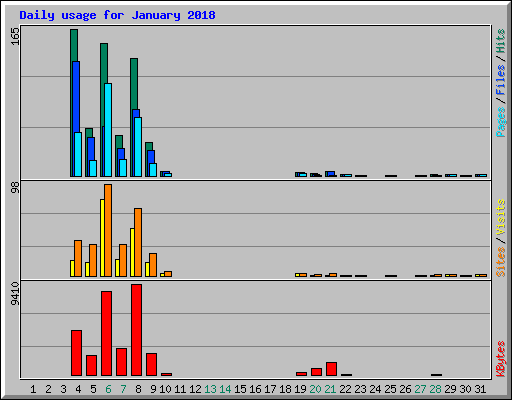 Daily usage for January 2018
165
98
9410
Pages/Files/Hits
Sites/Visits
KBytes
1 2 3 4 5 6 7 8 9 10 11 12 13 14 15 16 17 18 19 20 21 22 23 24 25 26 27 28 29 30 31